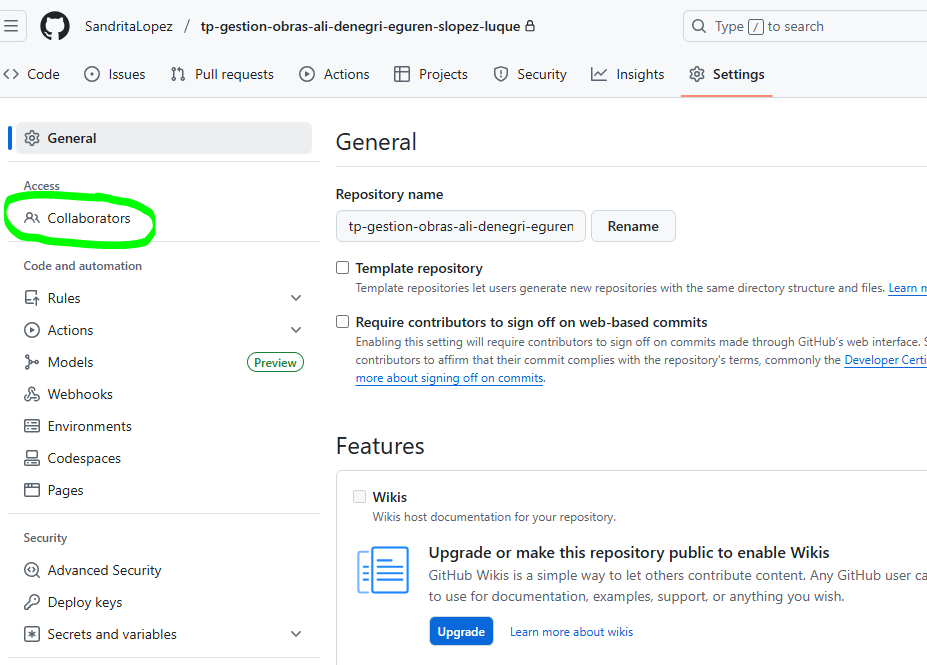 SandritaLopez / tp-gestion-obras-ali-denegri-eguren-slopez-luque
Type / to search
Code Issues Pull requests Actions Projects Security Insights Settings
General
Access
Collaborators
Code and automation
Rules
Actions
Models Preview
Webhooks
Environments
Codespaces
Pages
Security
Advanced Security
Deploy keys
Secrets and variables
General
Repository name
tp-gestion-obras-ali-denegri-eguren Rename
Template repository
Template repositories let users generate new repositories with the same directory structure and files. Learn m
Require contributors to sign off on web-based commits
Enabling this setting will require contributors to sign off on commits made through GitHub's web interface. S
contributors to affirm that their commit complies with the repository's terms, commonly the Developer Certi
more about signing off on commits.
Features
Wikis
Wikis host documentation for your repository.
Upgrade or make this repository public to enable Wikis
GitHub Wikis is a simple way to let others contribute content. Any GitHub user ca
to use for documentation, examples, support, or anything you wish.
Upgrade Learn more about wikis